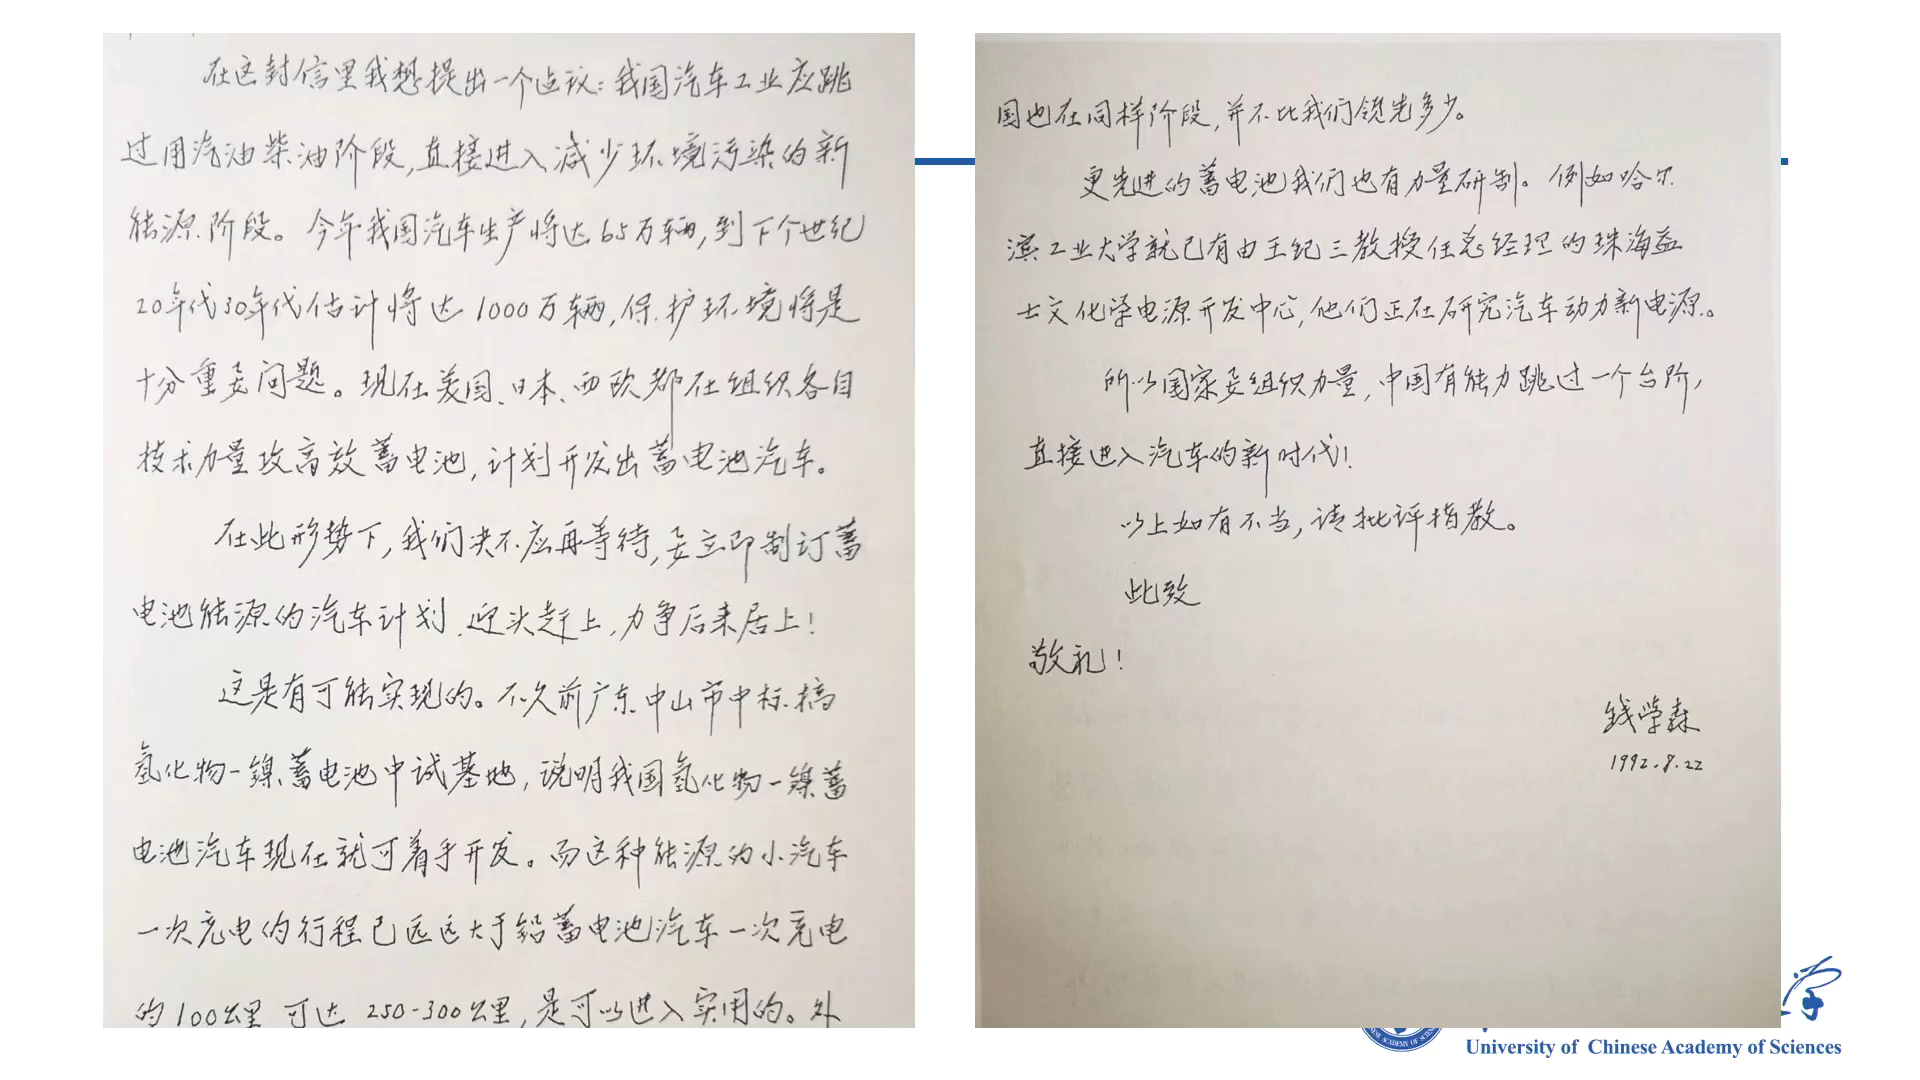 在这封信里我想提出一个建议：我国汽车工业应跳
过用汽油柴油阶段，直接进入减少环境污染的新
能源阶段。今年我国汽车生产将达65万辆，到下个世纪
20年代30年代估计将达1000万辆，保护环境将是
十分重要问题。现在美国、日本、西欧都在组织各自
技术力量攻高效蓄电池，计划开发出蓄电池汽车。
在此形势下，我们决不应再等待，要立即制订蓄
电池能源的汽车计划，迎头赶上，力争后来居上！
这是有可能实现的。不久前广东中山市中标搞
氢化物-镍蓄电池中试基地，说明我国氢化物-镍蓄
电池汽车现在就可着手开发。而这种能源的小汽车
一次充电的行程已远远大于铅蓄电池汽车一次充电
的100公里 可达 250-300公里，是可以进入实用的。外
国也在同样阶段，并不比我们领先多少。
更先进的蓄电池我们也有力量研制。例如哈尔
滨工业大学就已有由王纪三教授任总经理的珠海益
士文化学电源开发中心，他们正在研究汽车动力新电源。
所以国家要组织力量，中国有能力跳过一个台阶，
直接进入汽车的新时代！
以上如有不当，请批评指教。
此致
敬礼！
钱学森
1992.8.22
University of Chinese Academy of Sciences